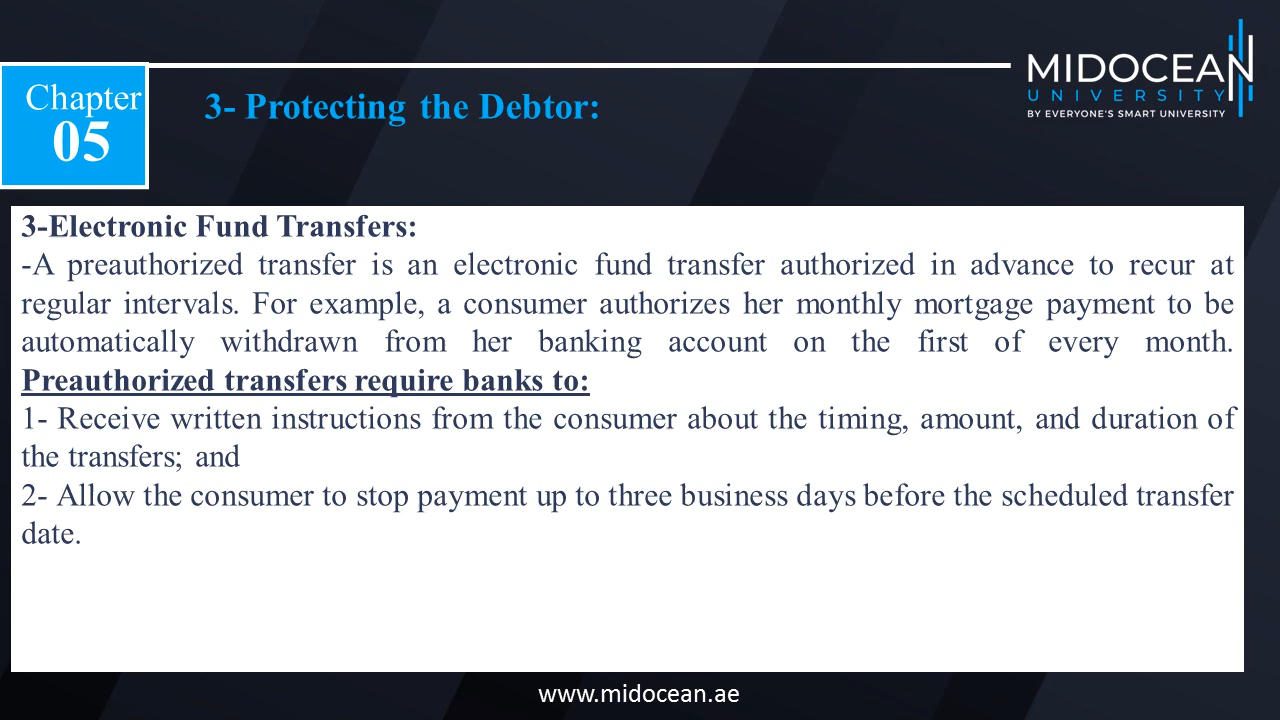 MIDOCEAN
UNIVERSITY
BY EVERYONE'S SMART UNIVERSITY
Chapter
05
3- Protecting the Debtor:
3-Electronic Fund Transfers:
-A preauthorized transfer is an electronic fund transfer authorized in advance to recur at
regular intervals. For example, a consumer authorizes her monthly mortgage payment to be
automatically withdrawn from her banking account on the first of every month.
Preauthorized transfers require banks to:
1- Receive written instructions from the consumer about the timing, amount, and duration of
the transfers; and
2- Allow the consumer to stop payment up to three business days before the scheduled transfer
date.
www.midocean.ae